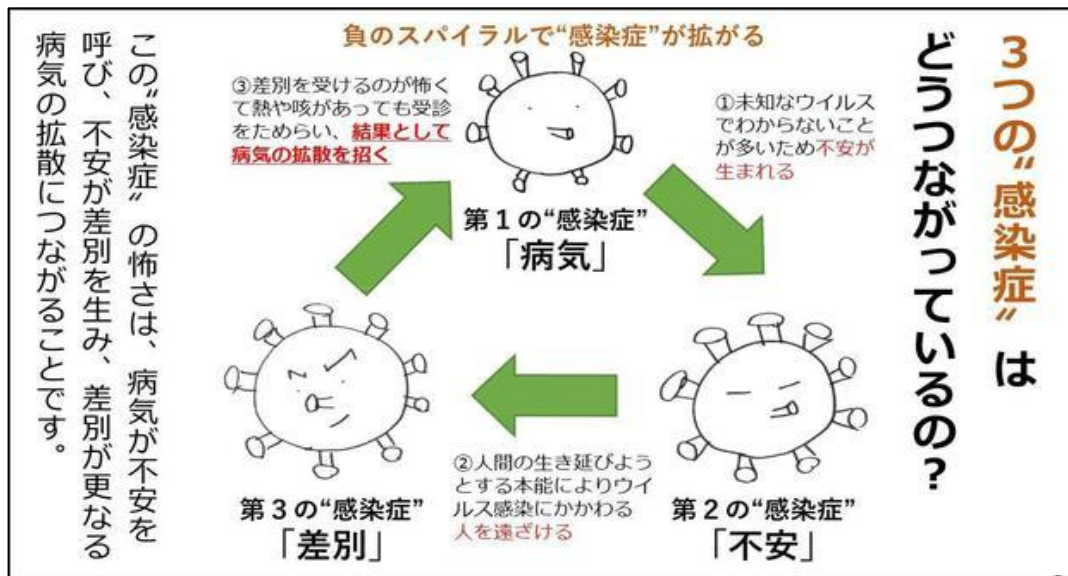 3つの“感染症”は
どうつながっているの?
負のスパイラルで“感染症”が拡がる
①未知なウイルス
でわからないこと
が多いため不安が
生まれる
第1の“感染症”
「病気」
②人間の生き延びよう
とする本能によりウイ
ルス感染にかかわる
人を遠ざける
第2の“感染症”
「不安」
③差別を受けるのが怖く
て熱や咳があっても受診
をためらい、結果として
病気の拡散を招く
第3の“感染症”
「差別」
この“感染症”の怖さは、病気が不安を
呼び、不安が差別を生み、差別が更なる
病気の拡散につながることです。